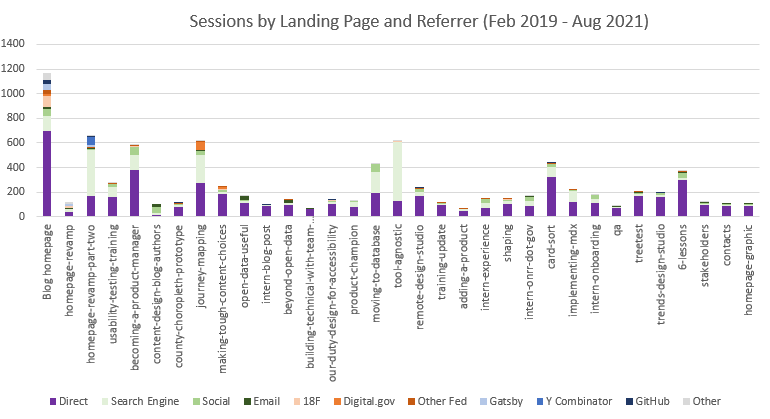 Sessions by Landing Page and Referrer (Feb 2019 - Aug 2021)
1400
1200
1000
800
600
400
200
0
Blog homepage
homepage-revamp
homepage-revamp-part-two
usability-testing-training
becoming-a-product-manager
content-design-blog-authors
county-choropleth-prototype
journey-mapping
making-tough-content-choices
open-data-useful
intern-blog-post
beyond-open-data
building-technical-with-team-…
our-duty-design-for-accessibility
product-champion
moving-to-database
tool-agnostic
remote-design-studio
training-update
adding-a-product
intern-experience
shaping
intern-onrr-dot-gov
card-sort
implementing-mdx
intern-onboarding
qa
treetest
trends-design-studio
6-lessons
stakeholders
contacts
homepage-graphic
Direct Search Engine Social Email 18F Digital.gov Other Fed Gatsby Y Combinator GitHub Other